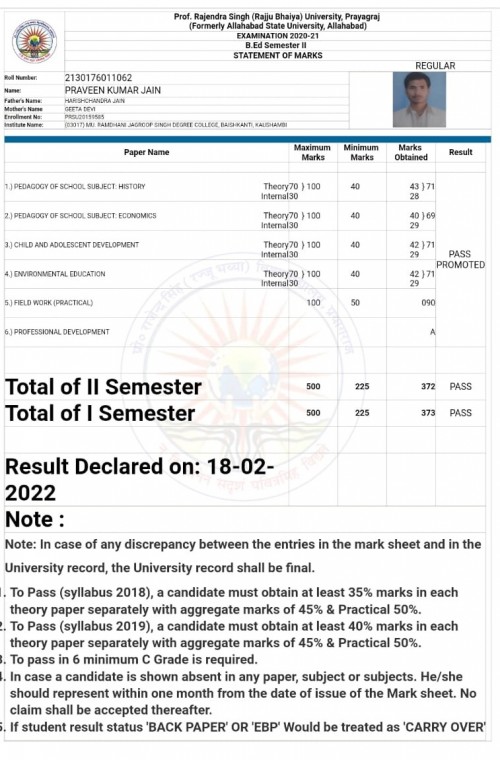 Prof. Rajendra Singh (Rajju Bhaiya) University, Prayagraj
(Formerly Allahabad State University, Allahabad)
EXAMINATION 2020-21
B.Ed Semester II
STATEMENT OF MARKS
REGULAR
Roll Number: 2130176011062
Name: PRAVEEN KUMAR JAIN
Father's Name: HARISHCHANDRA JAIN
Mother's Name GEETA DEVI
Enrollment No: PRSU20159585
Institute Name: (03017) MU. RAMDHANI JAGROOP SINGH DEGREE COLLEGE, BAISHKANTI, KAUSHAMBI
Paper Name Maximum Marks Minimum Marks Marks Obtained Result
1.) PEDAGOGY OF SCHOOL SUBJECT: HISTORY Theory70 } 100 40 43 } 71
Internal30 28
2.) PEDAGOGY OF SCHOOL SUBJECT: ECONOMICS Theory70 } 100 40 40 } 69
Internal30 29
3.) CHILD AND ADOLESCENT DEVELOPMENT Theory70 } 100 40 42 } 71
Internal30 29
PASS
PROMOTED
4.) ENVIRONMENTAL EDUCATION Theory70 } 100 40 42 } 71
Internal30 29
5.) FIELD WORK (PRACTICAL) 100 50 090
6.) PROFESSIONAL DEVELOPMENT A
Total of II Semester 500 225 372 PASS
Total of I Semester 500 225 373 PASS
Result Declared on: 18-02-
2022
Note :
Note: In case of any discrepancy between the entries in the mark sheet and in the
University record, the University record shall be final.
1. To Pass (syllabus 2018), a candidate must obtain at least 35% marks in each
theory paper separately with aggregate marks of 45% & Practical 50%.
2. To Pass (syllabus 2019), a candidate must obtain at least 40% marks in each
theory paper separately with aggregate marks of 45% & Practical 50%.
3. To pass in 6 minimum C Grade is required.
4. In case a candidate is shown absent in any paper, subject or subjects. He/she
should represent within one month from the date of issue of the Mark sheet. No
claim shall be accepted thereafter.
5. If student result status 'BACK PAPER' OR 'EBP' Would be treated as 'CARRY OVER'